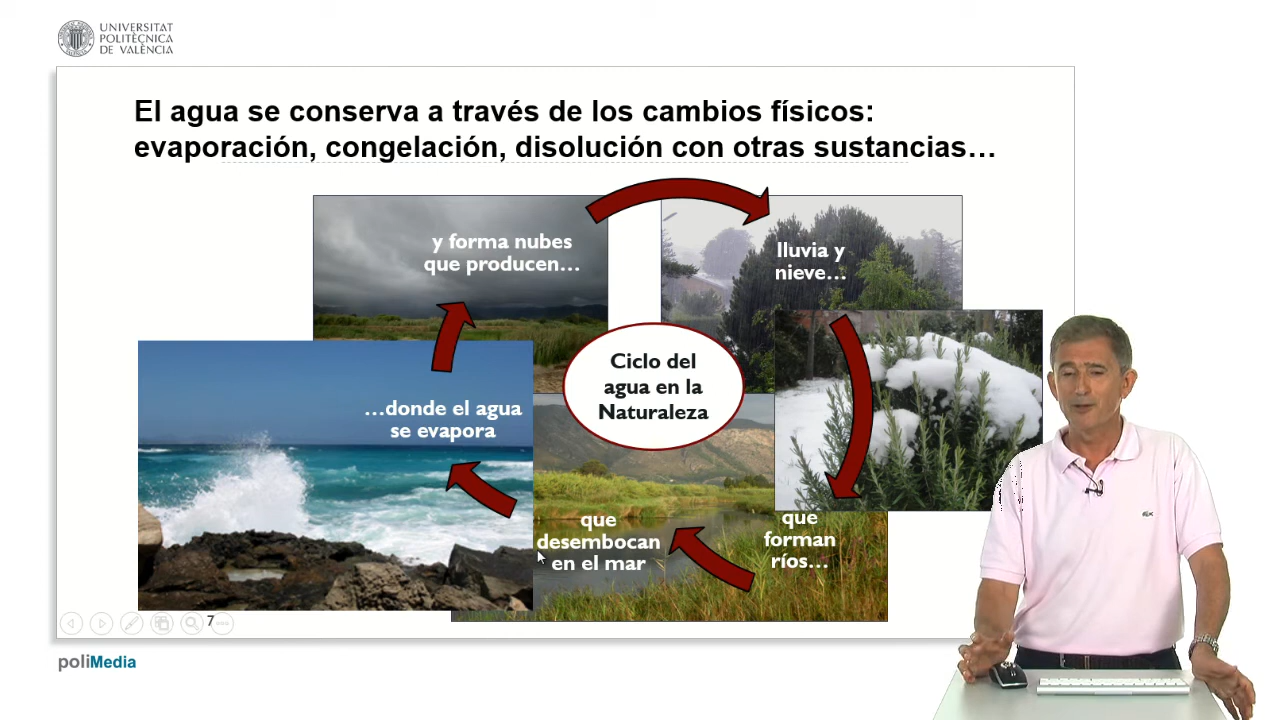 UNIVERSITAT
POLITÈCNICA
DE VALÈNCIA
El agua se conserva a través de los cambios físicos:
evaporación, congelación, disolución con otras sustancias…
y forma nubes
que producen…
lluvia y
nieve…
Ciclo del
agua en la
Naturaleza
…donde el agua
se evapora
que
desembocan
en el mar
que
forman
ríos…
7
poliMedia